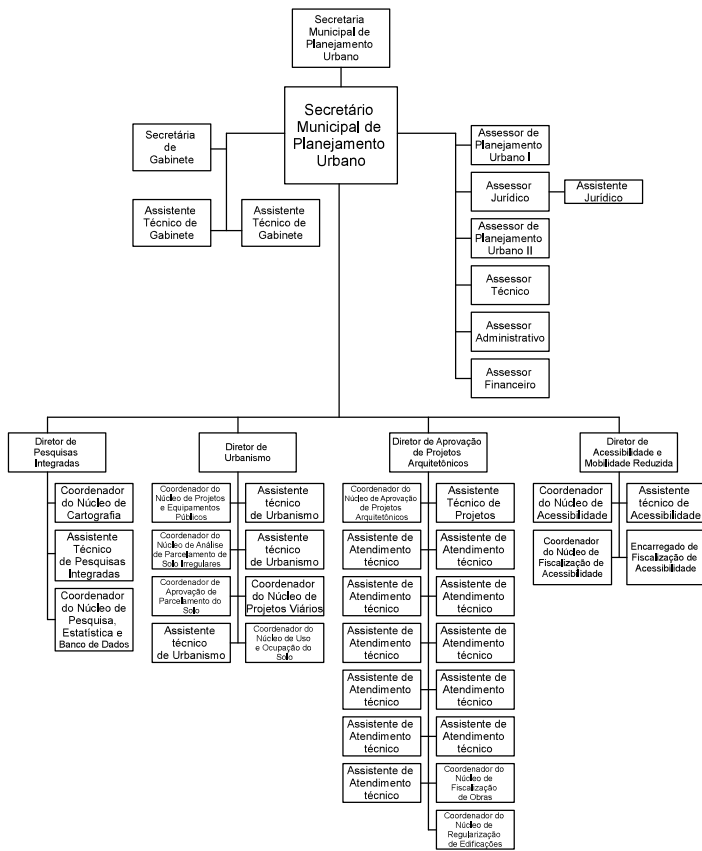 Secretaria
Municipal de
Planejamento
Urbano
Secretário
Municipal de
Planejamento
Urbano
Secretária
de
Gabinete
Assistente
Técnico de
Gabinete
Assistente
Técnico de
Gabinete
Assessor de
Planejamento
Urbano I
Assessor
Jurídico
Assistente
Jurídico
Assessor de
Planejamento
Urbano II
Assessor
Técnico
Assessor
Administrativo
Assessor
Financeiro
Diretor de
Pesquisas
Integradas
Coordenador
do Núcleo de
Cartografia
Assistente
Técnico
de Pesquisas
Integradas
Coordenador
do Núcleo de
Pesquisa,
Estatística e
Banco de Dados
Diretor de
Urbanismo
Coordenador do
Núcleo de Projetos
e Equipamentos
Públicos
Assistente
técnico
de Urbanismo
Coordenador do
Núcleo de Análise
de Parcelamento de
Solo Irregulares
Assistente
técnico
de Urbanismo
Coordenador de
Aprovação de
Parcelamento do
Solo
Coordenador
do Núcleo de
Projetos Viários
Assistente
técnico
de Urbanismo
Coordenador do
Núcleo de Uso
e Ocupação do
Solo
Diretor de Aprovação
de Projetos
Arquitetônicos
Coordenador do
Núcleo de Aprovação
de Projetos
Arquitetônicos
Assistente
Técnico de
Projetos
Assistente de
Atendimento
técnico
Assistente de
Atendimento
técnico
Assistente de
Atendimento
técnico
Assistente de
Atendimento
técnico
Assistente de
Atendimento
técnico
Assistente de
Atendimento
técnico
Assistente de
Atendimento
técnico
Assistente de
Atendimento
técnico
Assistente de
Atendimento
técnico
Assistente de
Atendimento
técnico
Assistente de
Atendimento
técnico
Coordenador do
Núcleo de
Fiscalização
de Obras
Coordenador do
Núcleo de
Regularização
de Edificações
Diretor de
Acessibilidade e
Mobilidade Reduzida
Coordenador
do Núcleo de
Acessibilidade
Assistente
técnico de
Acessibilidade
Coordenador
do Núcleo de
Fiscalização de
Acessibilidade
Encarregado de
Fiscalização de
Acessibilidade